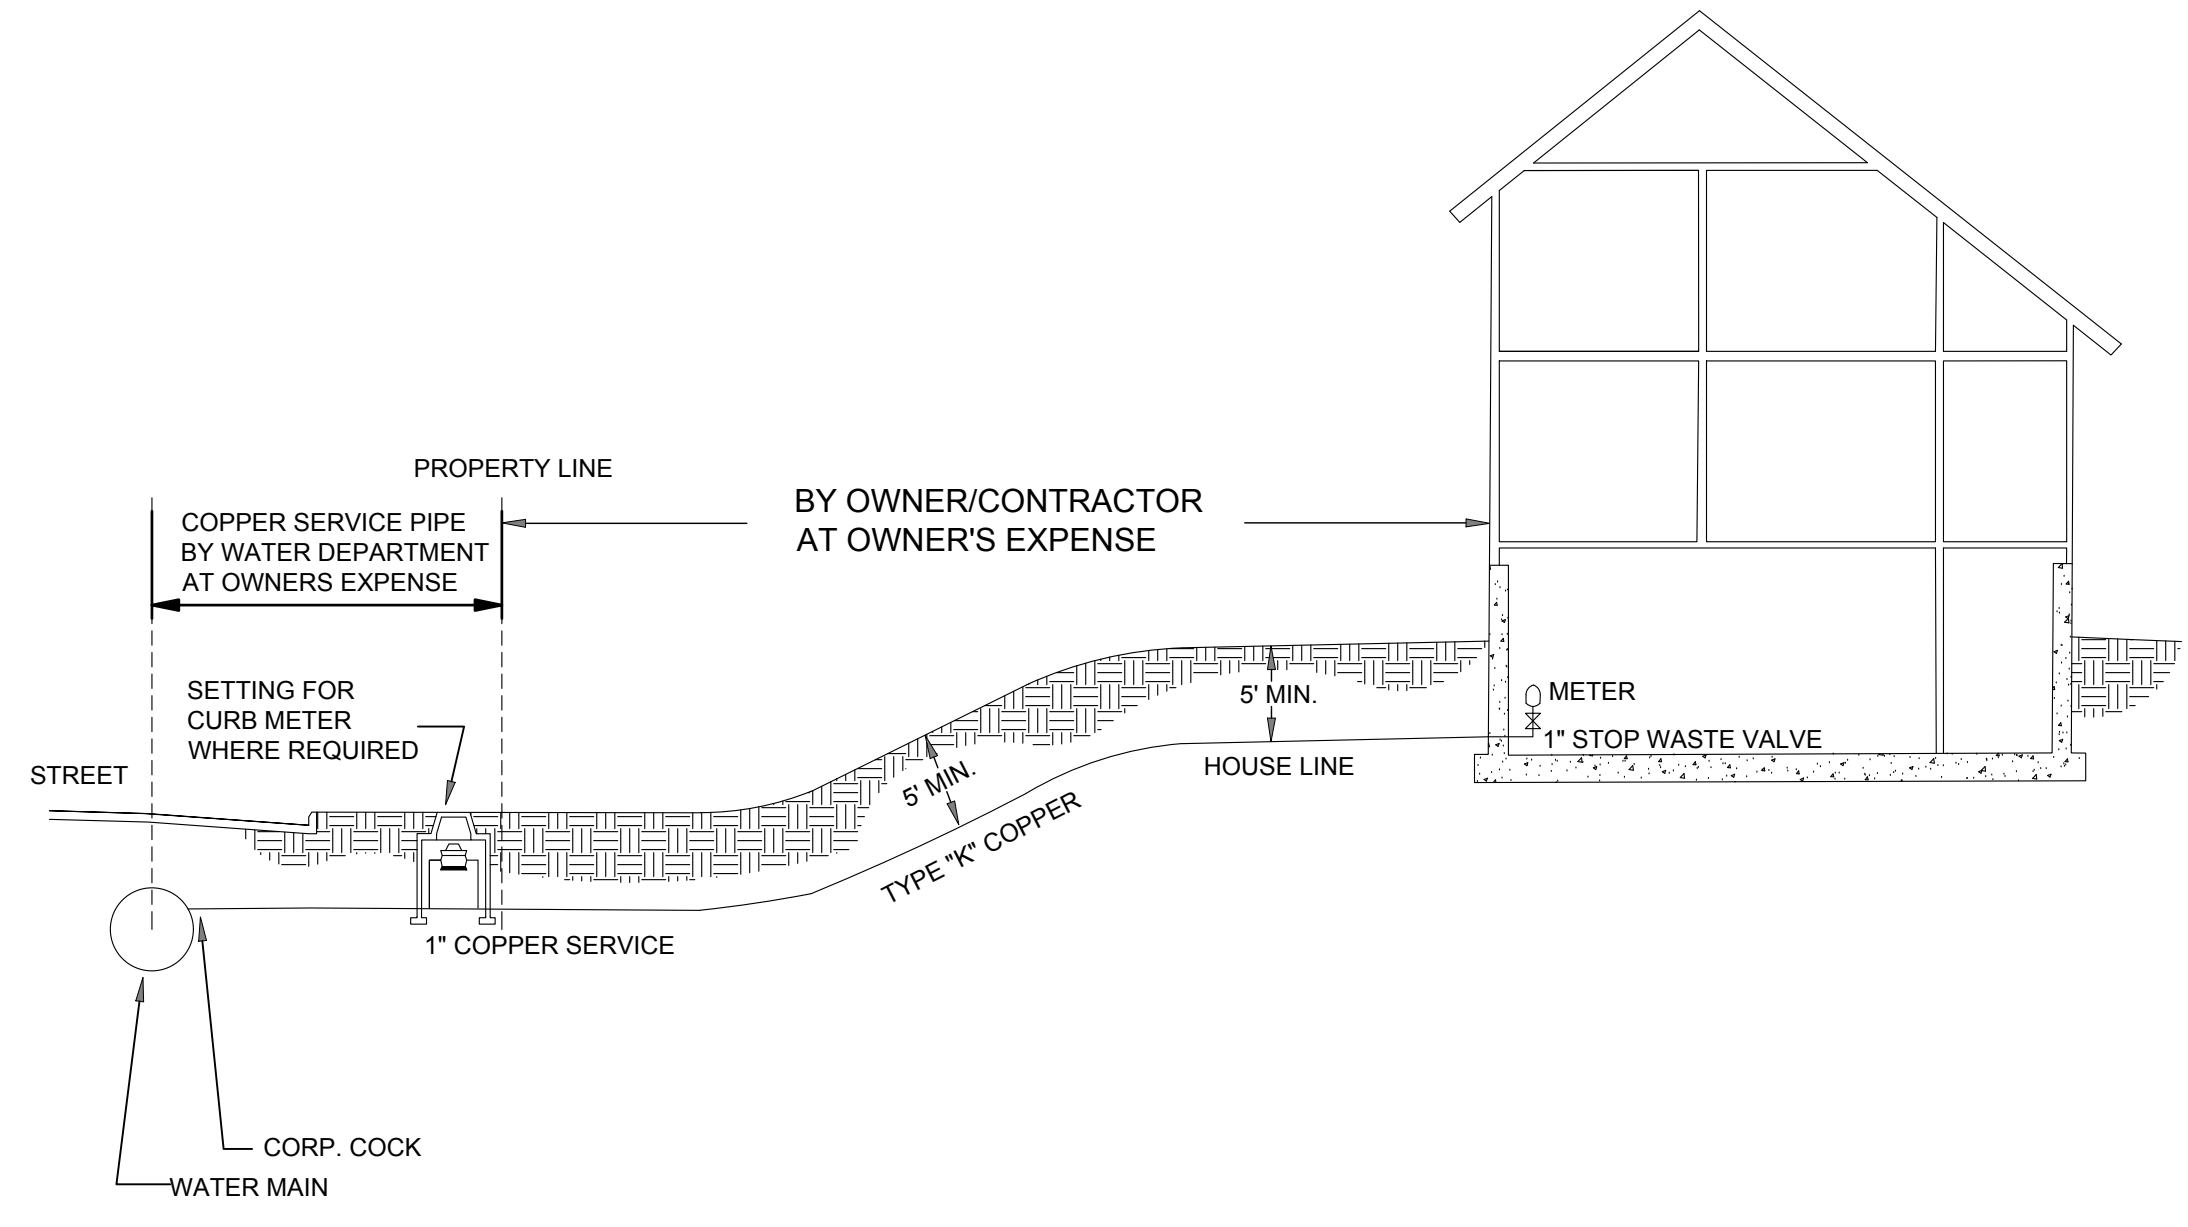 PROPERTY LINE
COPPER SERVICE PIPE
BY WATER DEPARTMENT
AT OWNERS EXPENSE
BY OWNER/CONTRACTOR
AT OWNER'S EXPENSE
SETTING FOR
CURB METER
WHERE REQUIRED
STREET
5' MIN.
5' MIN.
METER
1" STOP WASTE VALVE
HOUSE LINE
TYPE "K" COPPER
1" COPPER SERVICE
CORP. COCK
WATER MAIN